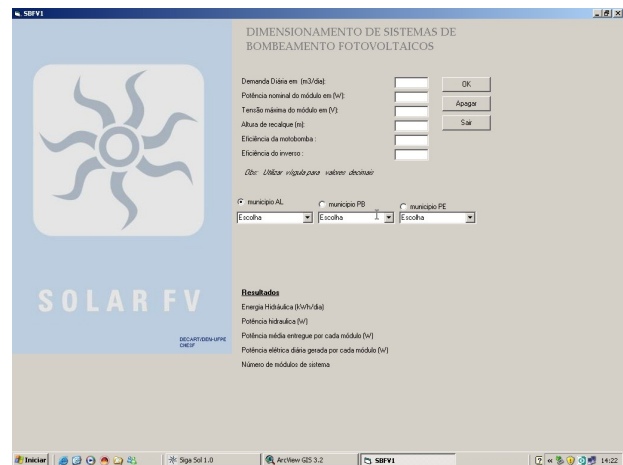 SBFV1
DIMENSIONAMENTO DE SISTEMAS DE
BOMBEAMENTO FOTOVOLTAICOS
Demanda Diária em (m3/dia):
OK
Potência nominal do módulo em (W):
Apagar
Tensão máxima do módulo em (V):
Altura de recalque (m):
Sair
Eficiência da motobomba :
Eficiência do inverso :
Obs: Utilizar vírgula para valores decimais
municipio AL
municipio PB
municipio PE
Escolha
Escolha
Escolha
SOLAR FV
DECART/DEN-UFPE
CHESF
Resultados
Energia Hidráulica (kWh/dia)
Potência hidraulica (W)
Potência média entregue por cada módulo (W)
Potência elétrica diária gerada por cada módulo (W)
Número de módulos de sistema
Iniciar
Siga Sol 1.0
ArcView GIS 3.2
SBFV1
14:22